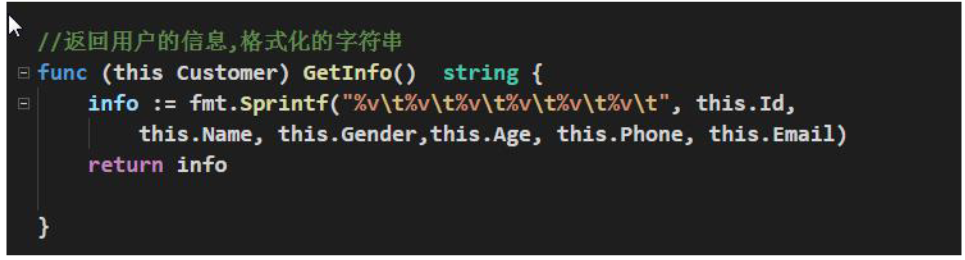 //返回用户的信息,格式化的字符串
func (this Customer) GetInfo()  string {
    info := fmt.Sprintf("%v\t%v\t%v\t%v\t%v\t%v\t", this.Id,
        this.Name, this.Gender,this.Age, this.Phone, this.Email)
    return info
}